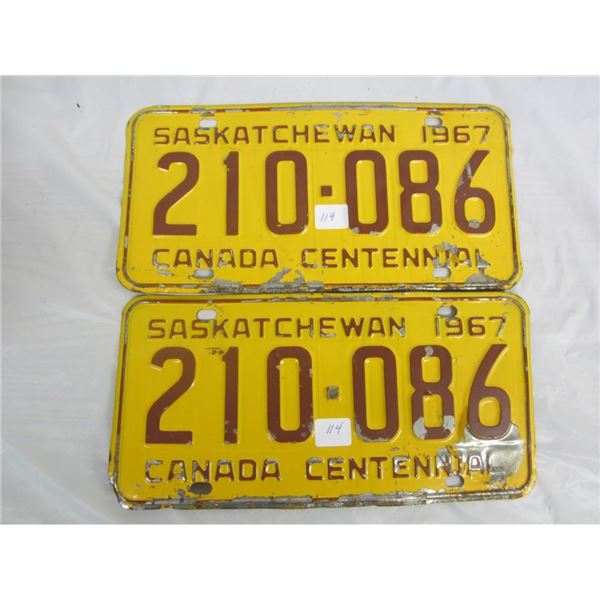 SASKATCHEWAN 1967
210·086
114
CANADA CENTENNIAL
SASKATCHEWAN 1967
210·086
114
CANADA CENTENNIAL